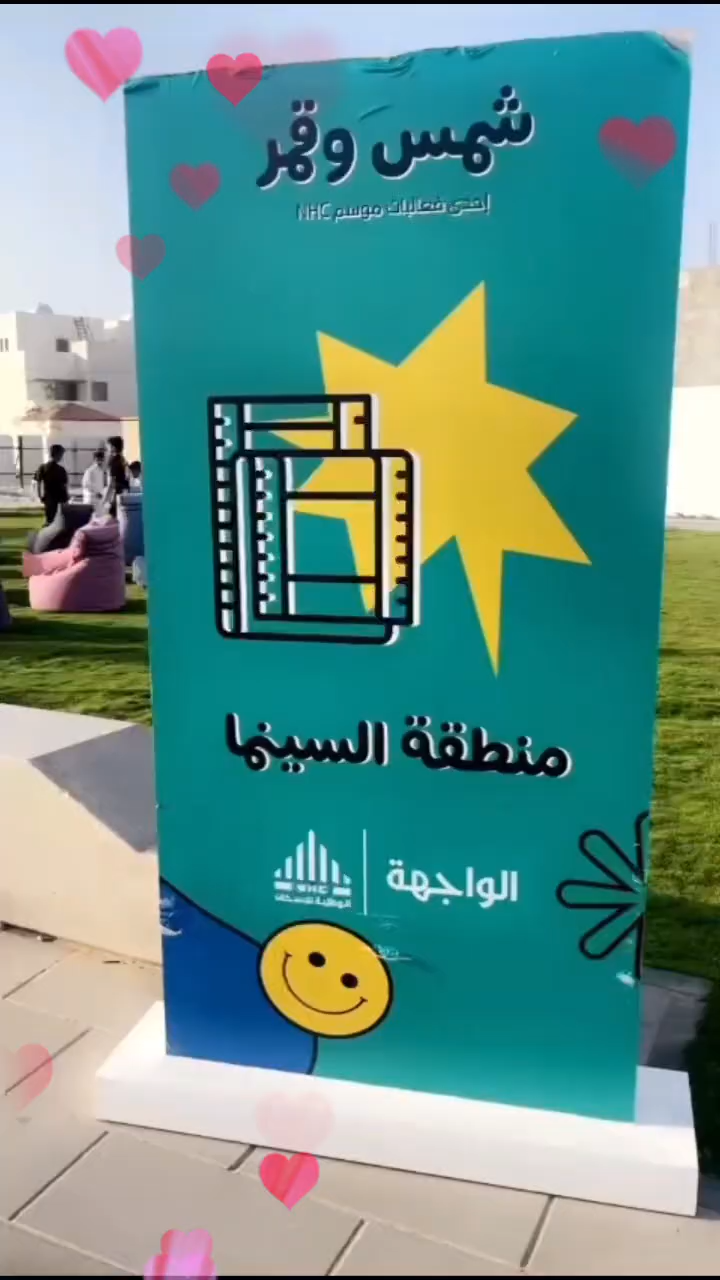 شمس وقمر
إحدى فعاليات موسم NHC
منطقة السينما
الواجهة
NHC
الوطنية للإسكان